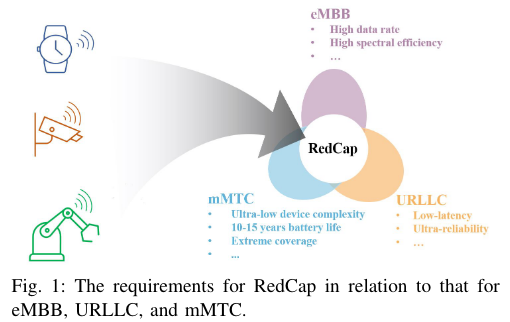 eMBB
• High data rate
• High spectral efficiency
• ...
RedCap
mMTC
• Ultra-low device complexity
• 10-15 years battery life
• Extreme coverage
• ...
URLLC
• Low-latency
• Ultra-reliability
• ...
Fig. 1: The requirements for RedCap in relation to that for
eMBB, URLLC, and mMTC.